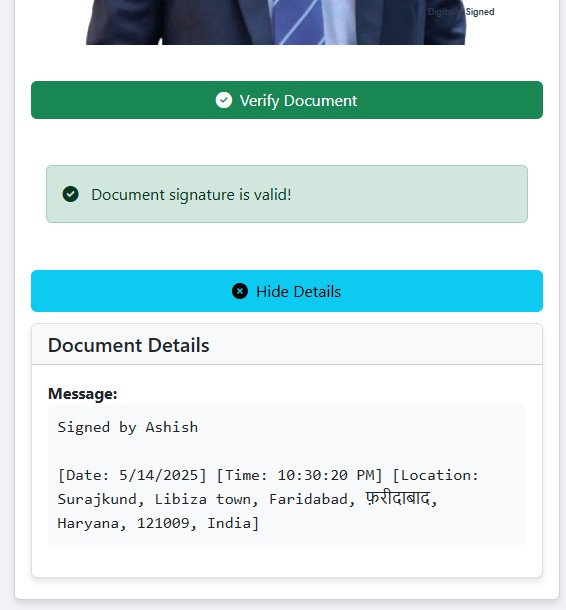 Digitally Signed
Verify Document
Document signature is valid!
Hide Details
Document Details
Message:
Signed by Ashish
[Date: 5/14/2025] [Time: 10:30:20 PM] [Location:
Surajkund, Libiza town, Faridabad, फ़रीदाबाद,
Haryana, 121009, India]